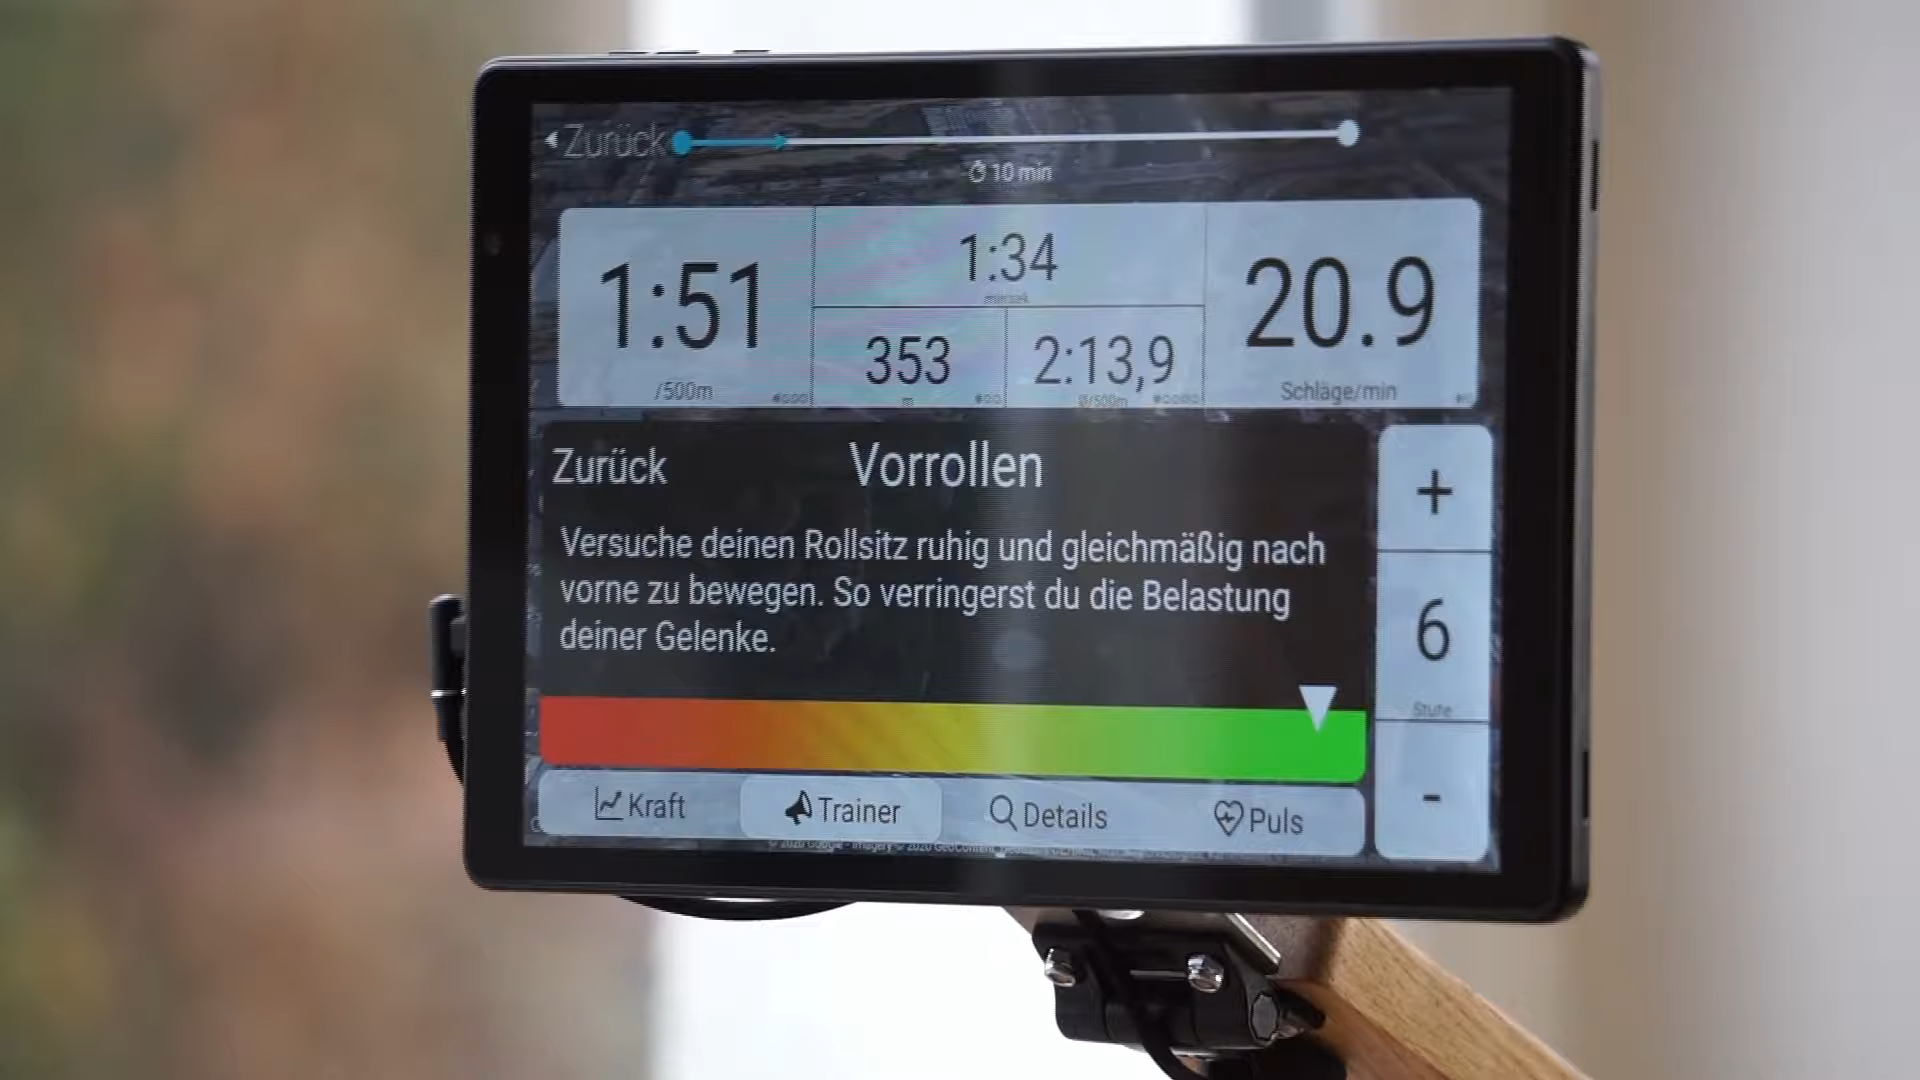 Zurück
10 min
1:51
/500m
1:34
min:sek
353
m
2:13,9
Ø/500m
20.9
Schläge/min
Zurück
Vorrollen
Versuche deinen Rollsitz ruhig und gleichmäßig nach
vorne zu bewegen. So verringerst du die Belastung
deiner Gelenke.
+
6
Stufe
-
Kraft
Trainer
Details
Puls